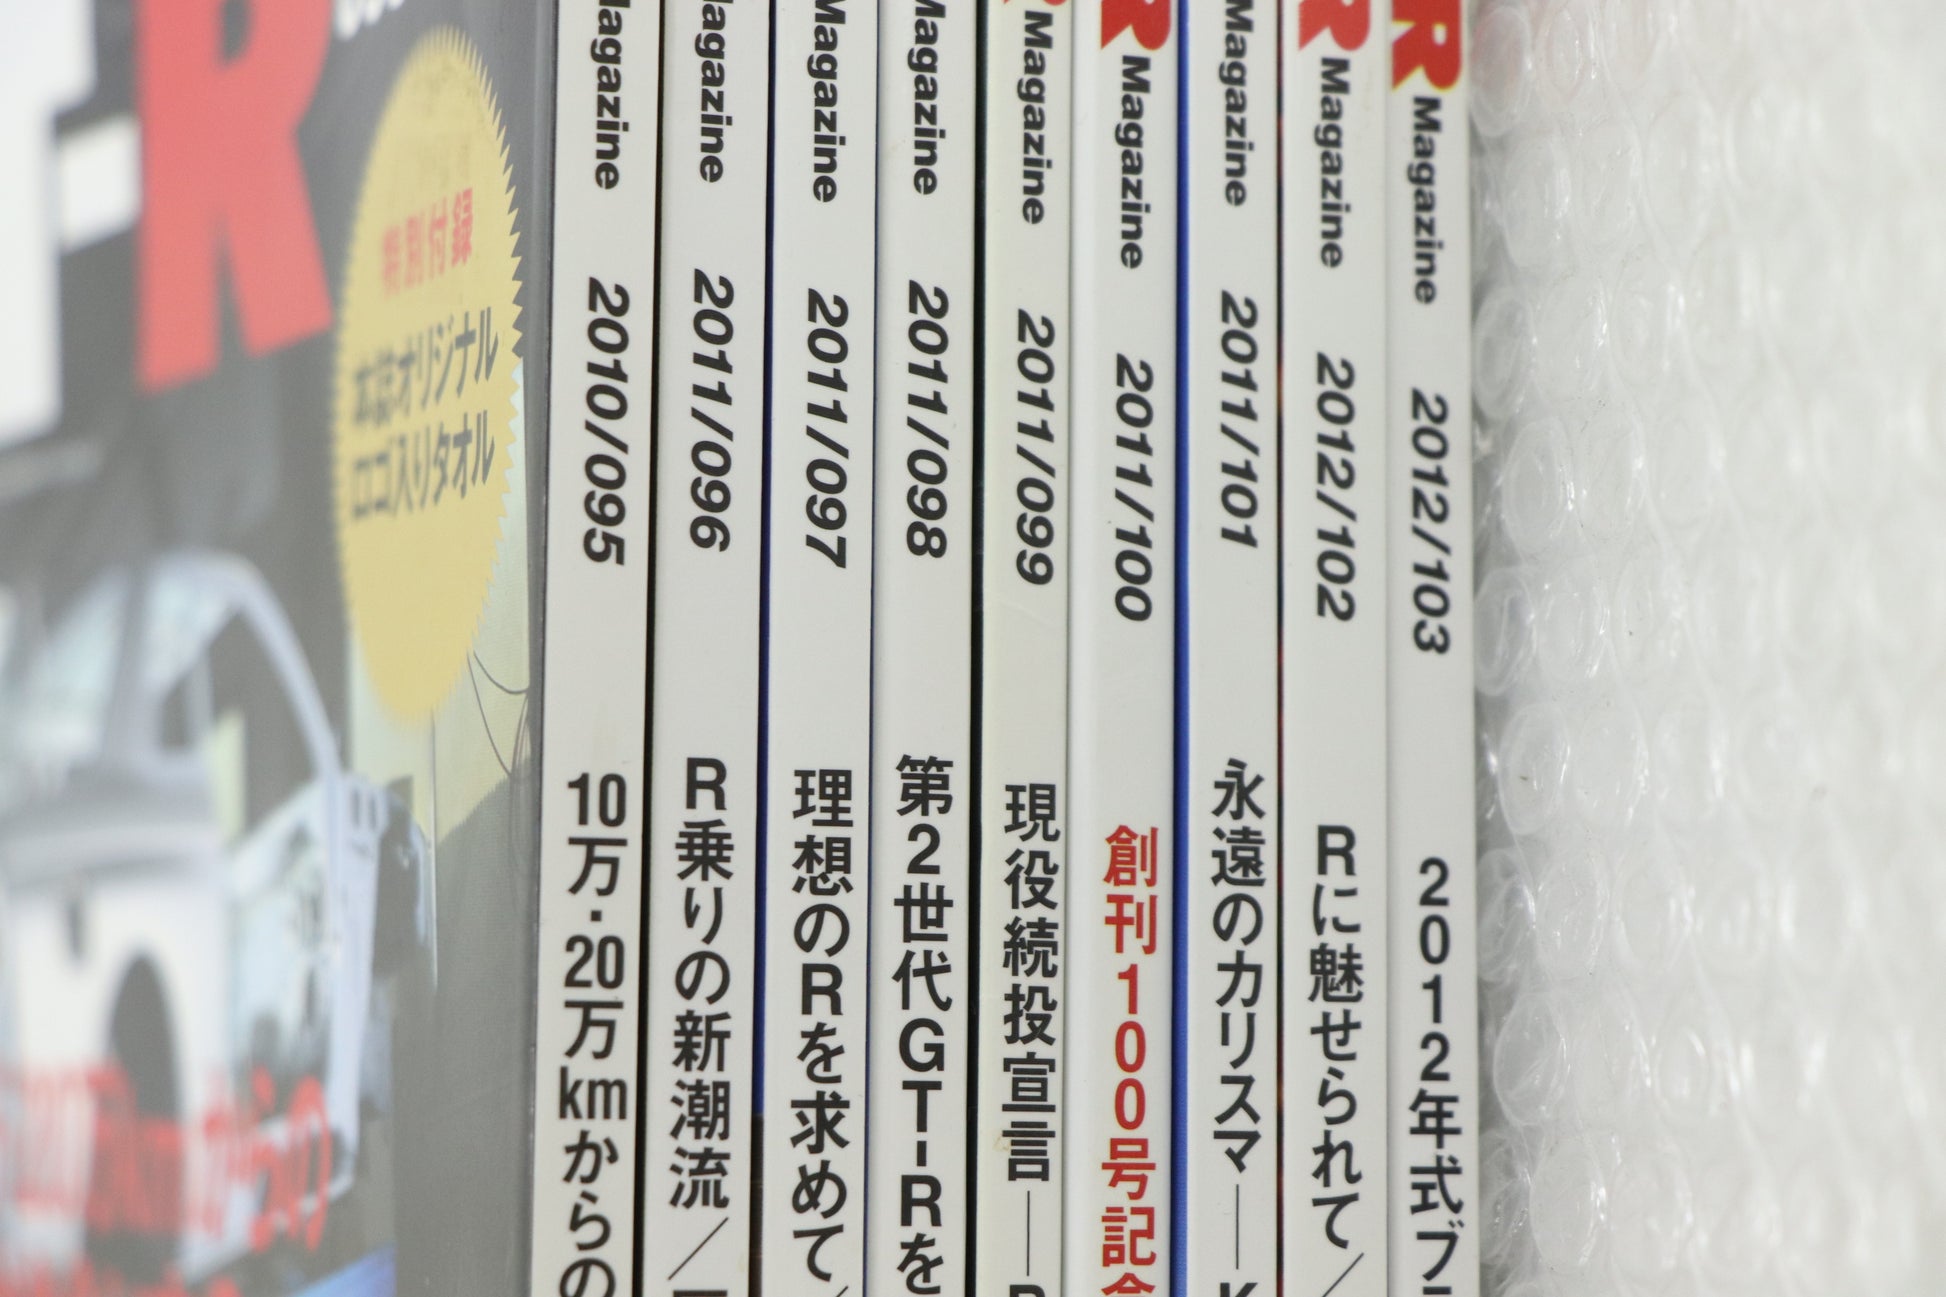 R
特別付録
本誌オリジナル
ロゴ入りタオル
Magazine 2010/095 10万・20万kmからの
Magazine 2011/096 R乗りの新潮流／
Magazine 2011/097 理想のRを求めて／
Magazine 2011/098 第2世代GT-Rを
Magazine 2011/099 現役続投宣言—
R Magazine 2011/100 創刊100号記念
Magazine 2011/101 永遠のカリスマ—K
R Magazine 2012/102 Rに魅せられて／
R Magazine 2012/103 2012年式ブ